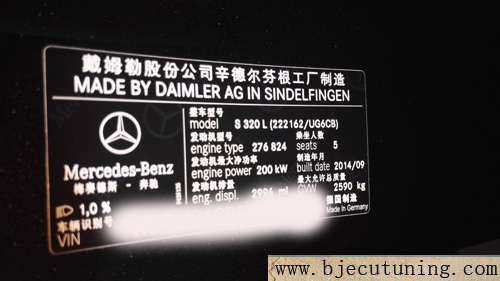 戴姆勒股份公司辛德尔芬根工厂制造
MADE BY DAIMLER AG IN SINDELFINGEN
整车型号
model S 320 L (222162/UG6CB)
发动机型号 乘坐人数
engine type 276 824 seats 5
发动机最大净功率 制造年月
engine power 200 kW built date 2014/09
发动机排量 最大允许总质量
eng. displ. 2996 ml GVW 2590 kg
Mercedes-Benz
梅赛德斯 - 奔驰
1,0 %
车辆识别号
VIN
德国制造
Made in Germany
www.bjecutuning.com